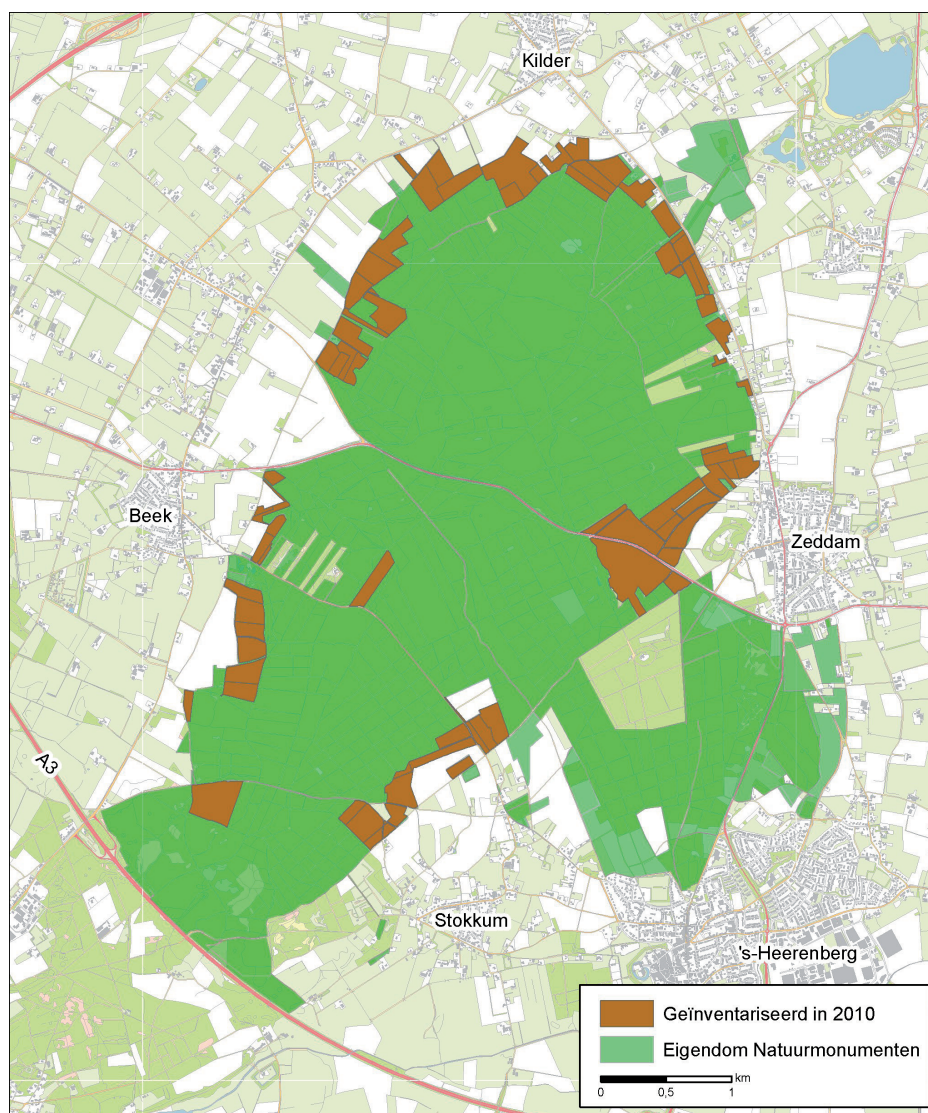 Kilder
Beek
Zeddam
A3
Stokkum
's-Heerenberg
Geïnventariseerd in 2010
Eigendom Natuurmonumenten
km
0 0,5 1